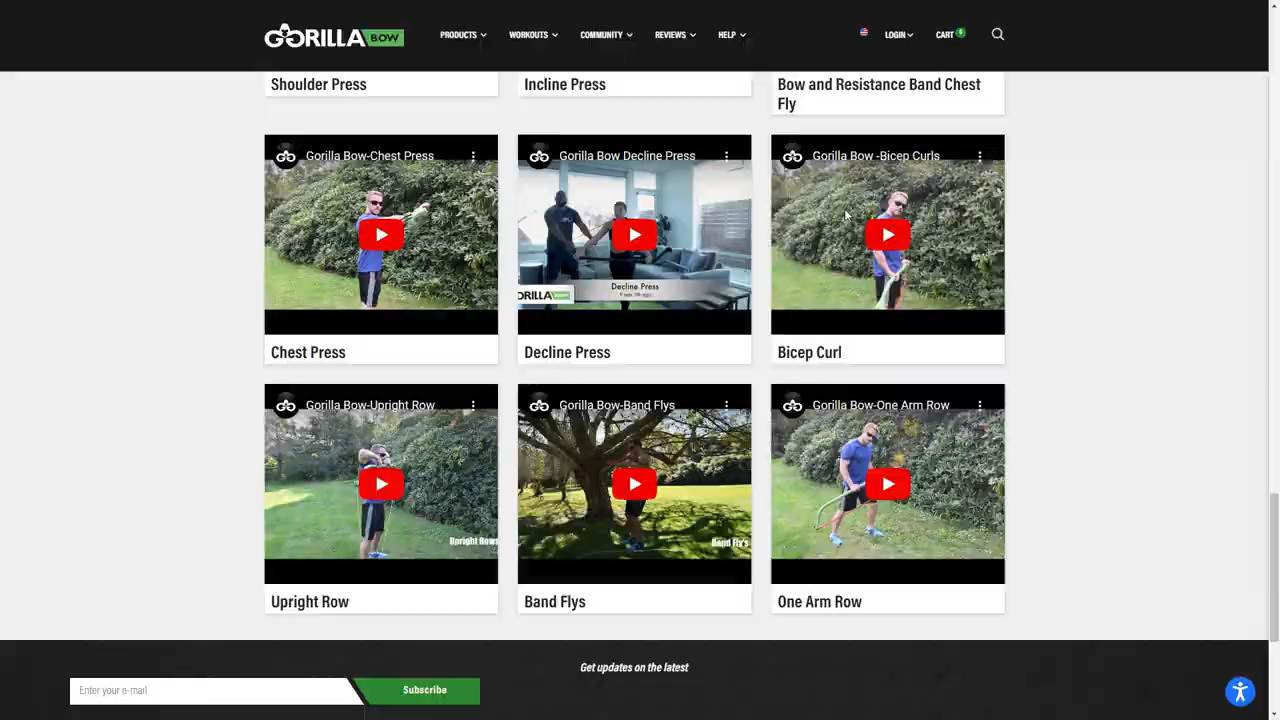 GORILLA BOW
PRODUCTS
WORKOUTS
COMMUNITY
REVIEWS
HELP
LOGIN
CART 0
Shoulder Press
Incline Press
Bow and Resistance Band Chest
Fly
Gorilla Bow-Chest Press
Gorilla Bow Decline Press
Gorilla Bow -Bicep Curls
Decline Press
ORILLA
Chest Press
Decline Press
Bicep Curl
Gorilla Bow-Upright Row
Gorilla Bow-Band Flys
Gorilla Bow-One Arm Row
Upright Rows
Band Fly's
Upright Row
Band Flys
One Arm Row
Get updates on the latest
Enter your e-mail
Subscribe